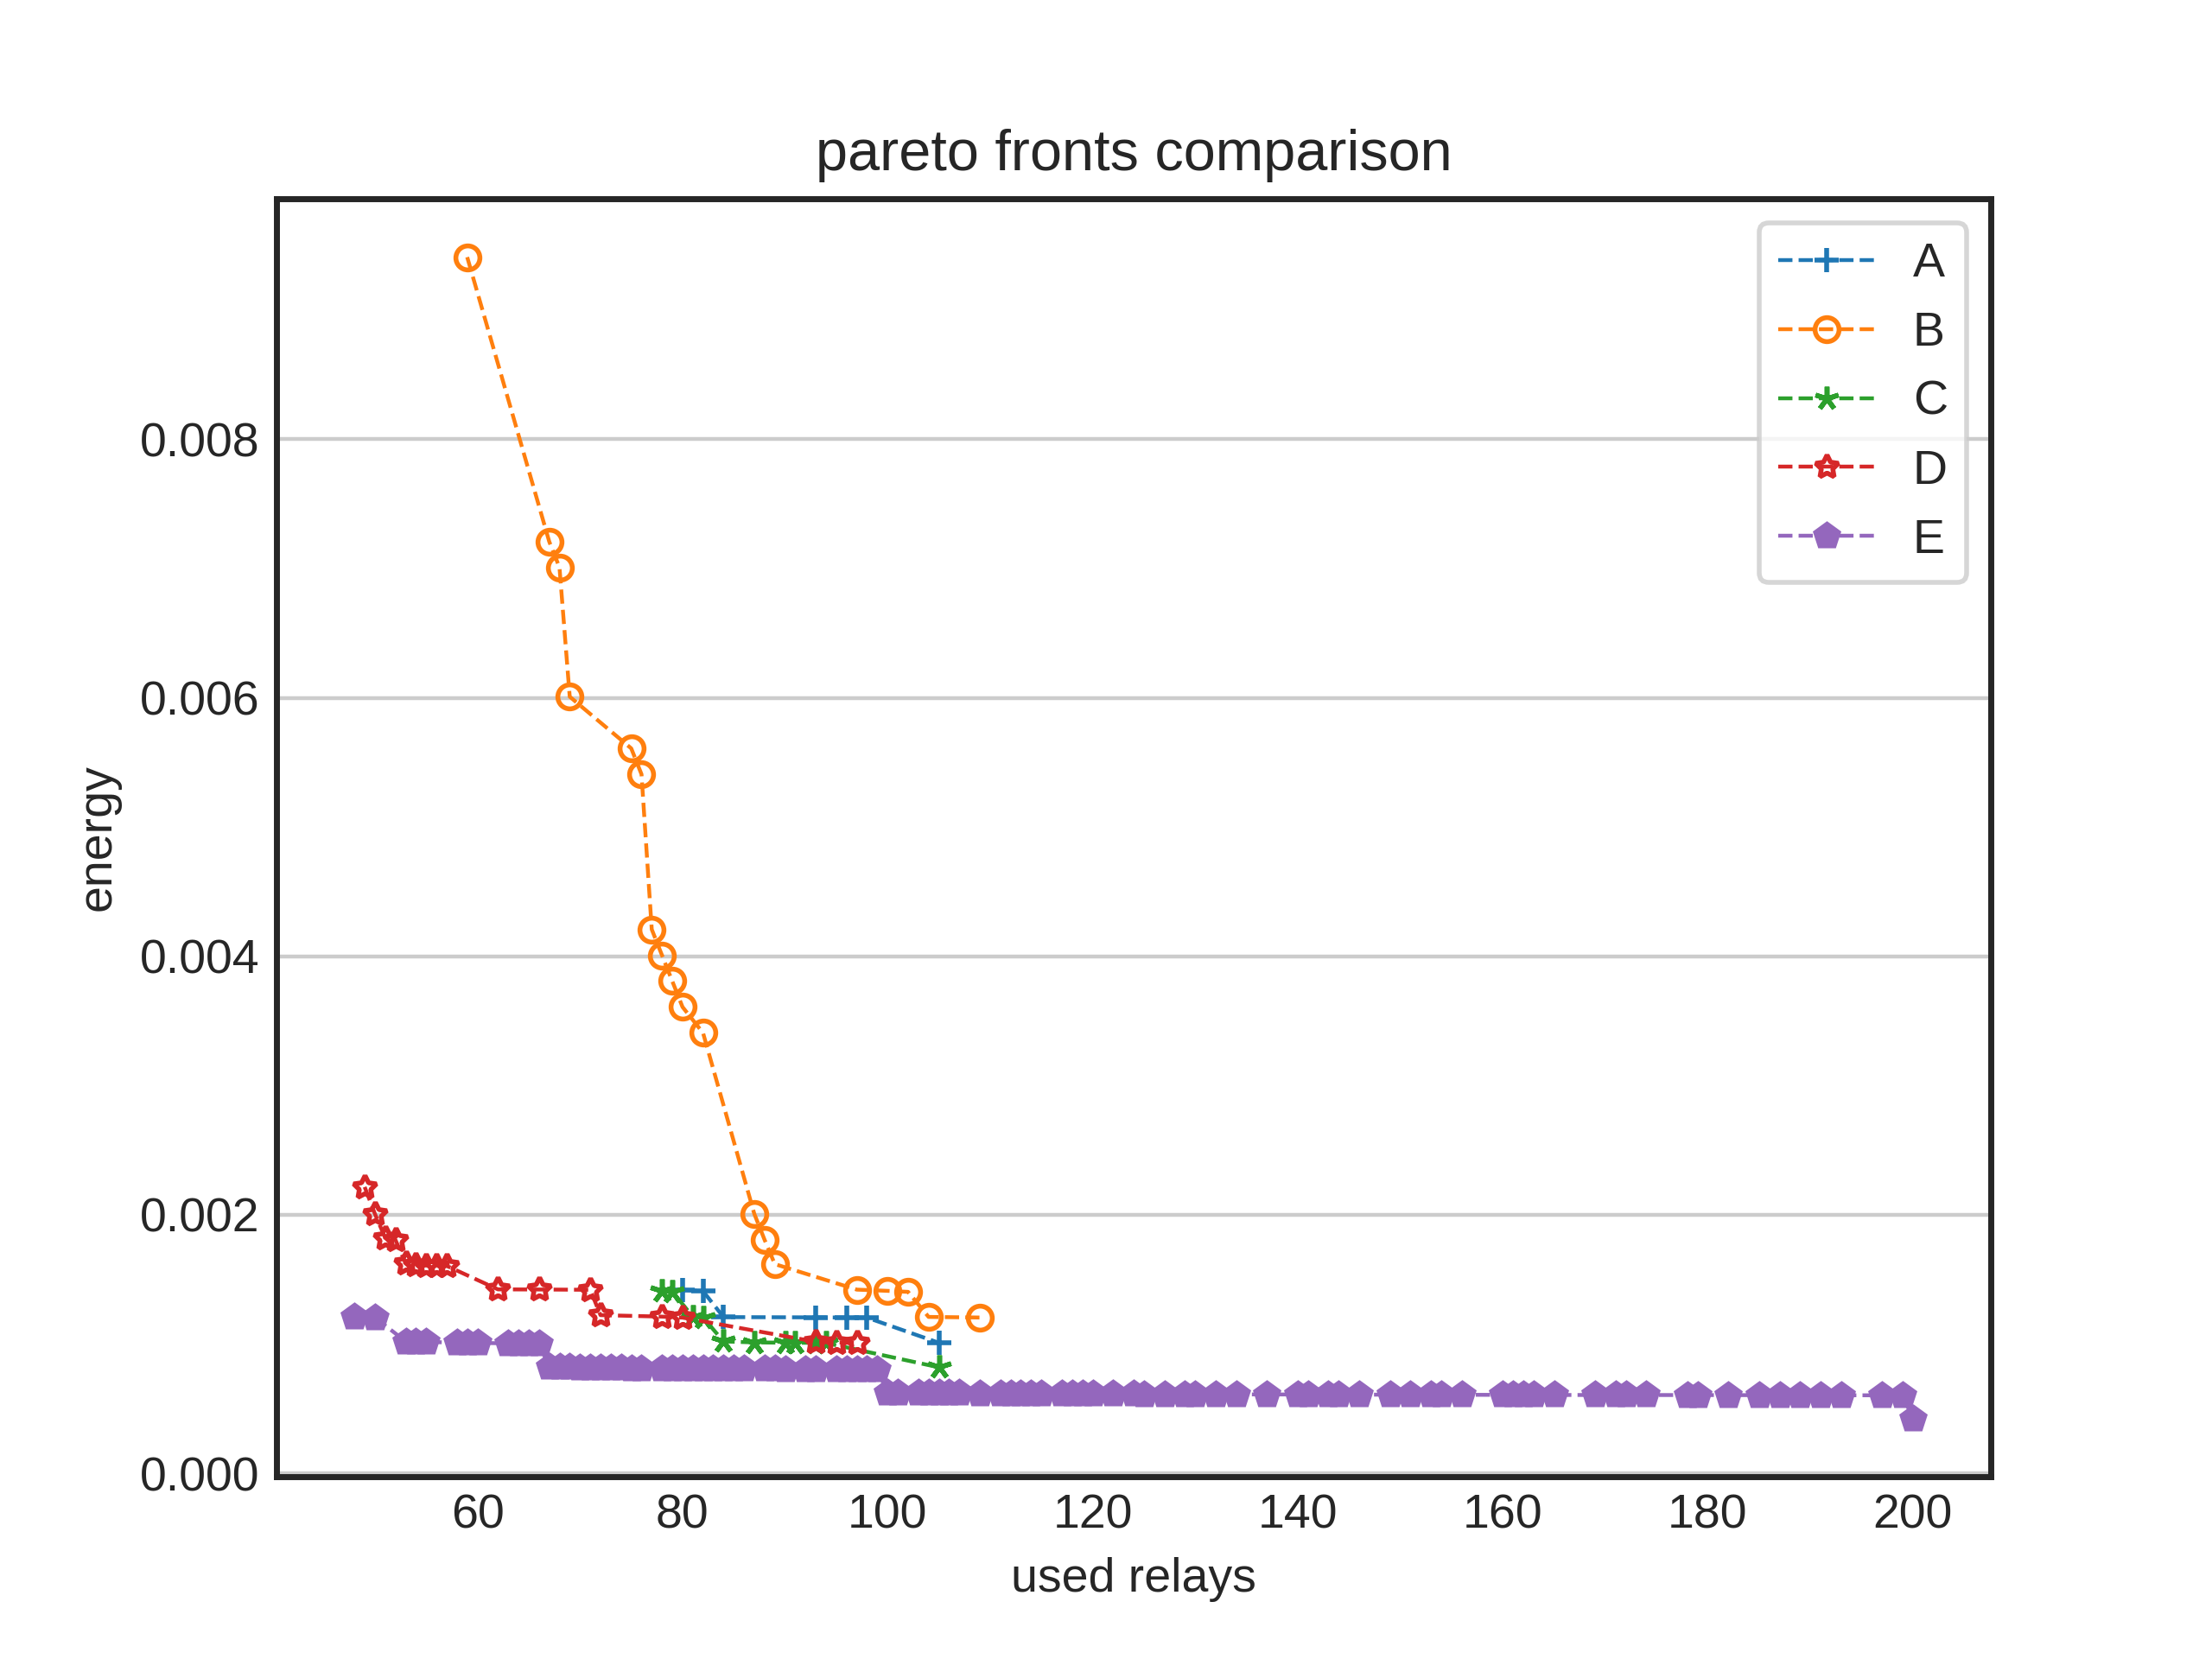 pareto fronts comparison
A
B
C
D
E
0.008
0.006
0.004
0.002
0.000
energy
60 80 100 120 140 160 180 200
used relays